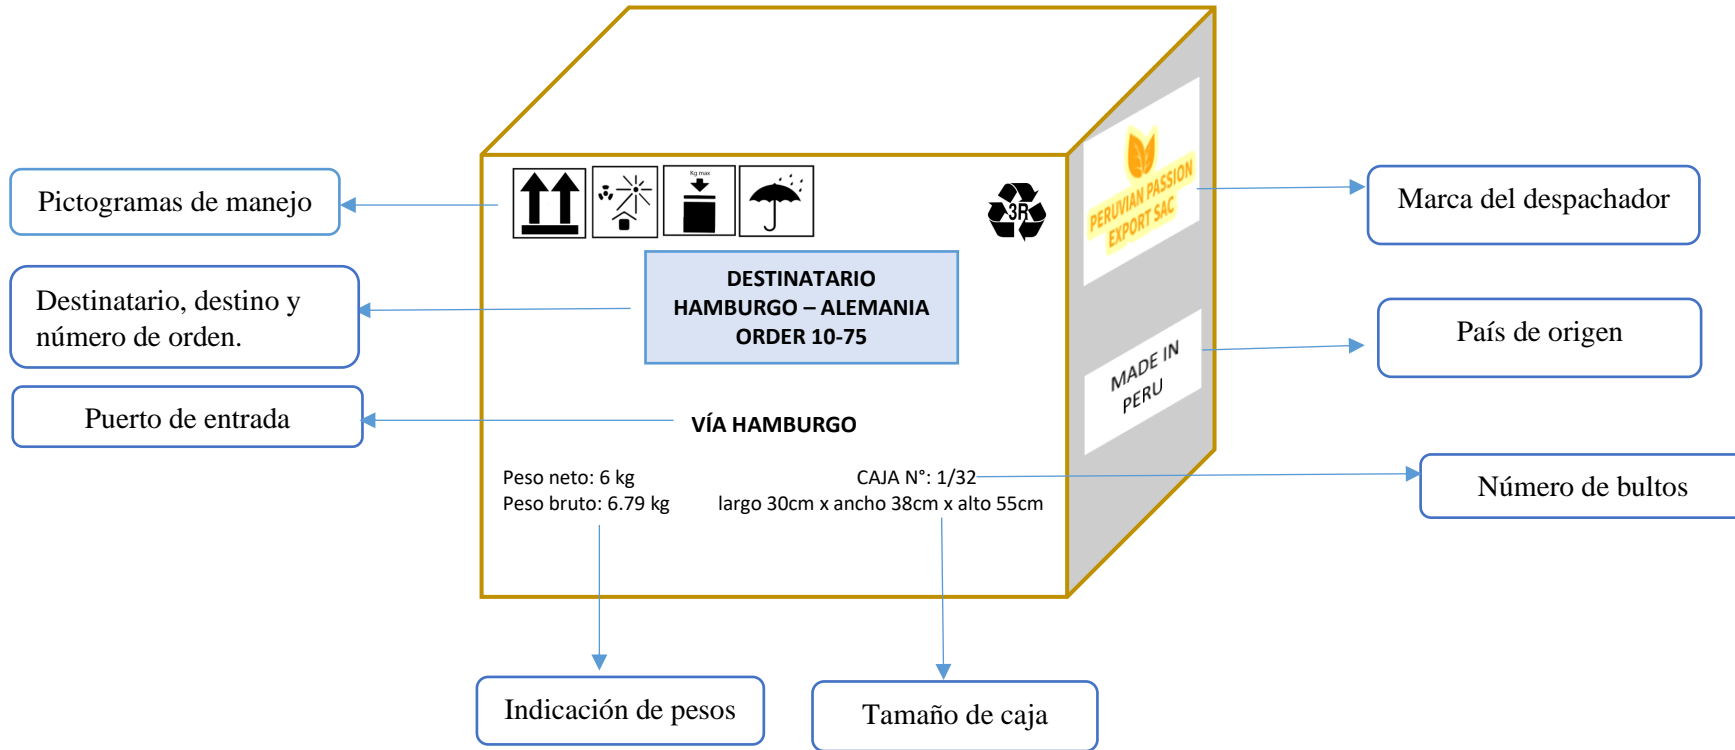 Kg max
3R
PERUVIAN PASSION
EXPORT SAC
Pictogramas de manejo
Marca del despachador
DESTINATARIO
HAMBURGO – ALEMANIA
ORDER 10-75
Destinatario, destino y
número de orden.
MADE IN
PERU
País de origen
Puerto de entrada
VÍA HAMBURGO
Peso neto: 6 kg
Peso bruto: 6.79 kg
CAJA N°: 1/32
largo 30cm x ancho 38cm x alto 55cm
Número de bultos
Indicación de pesos
Tamaño de caja